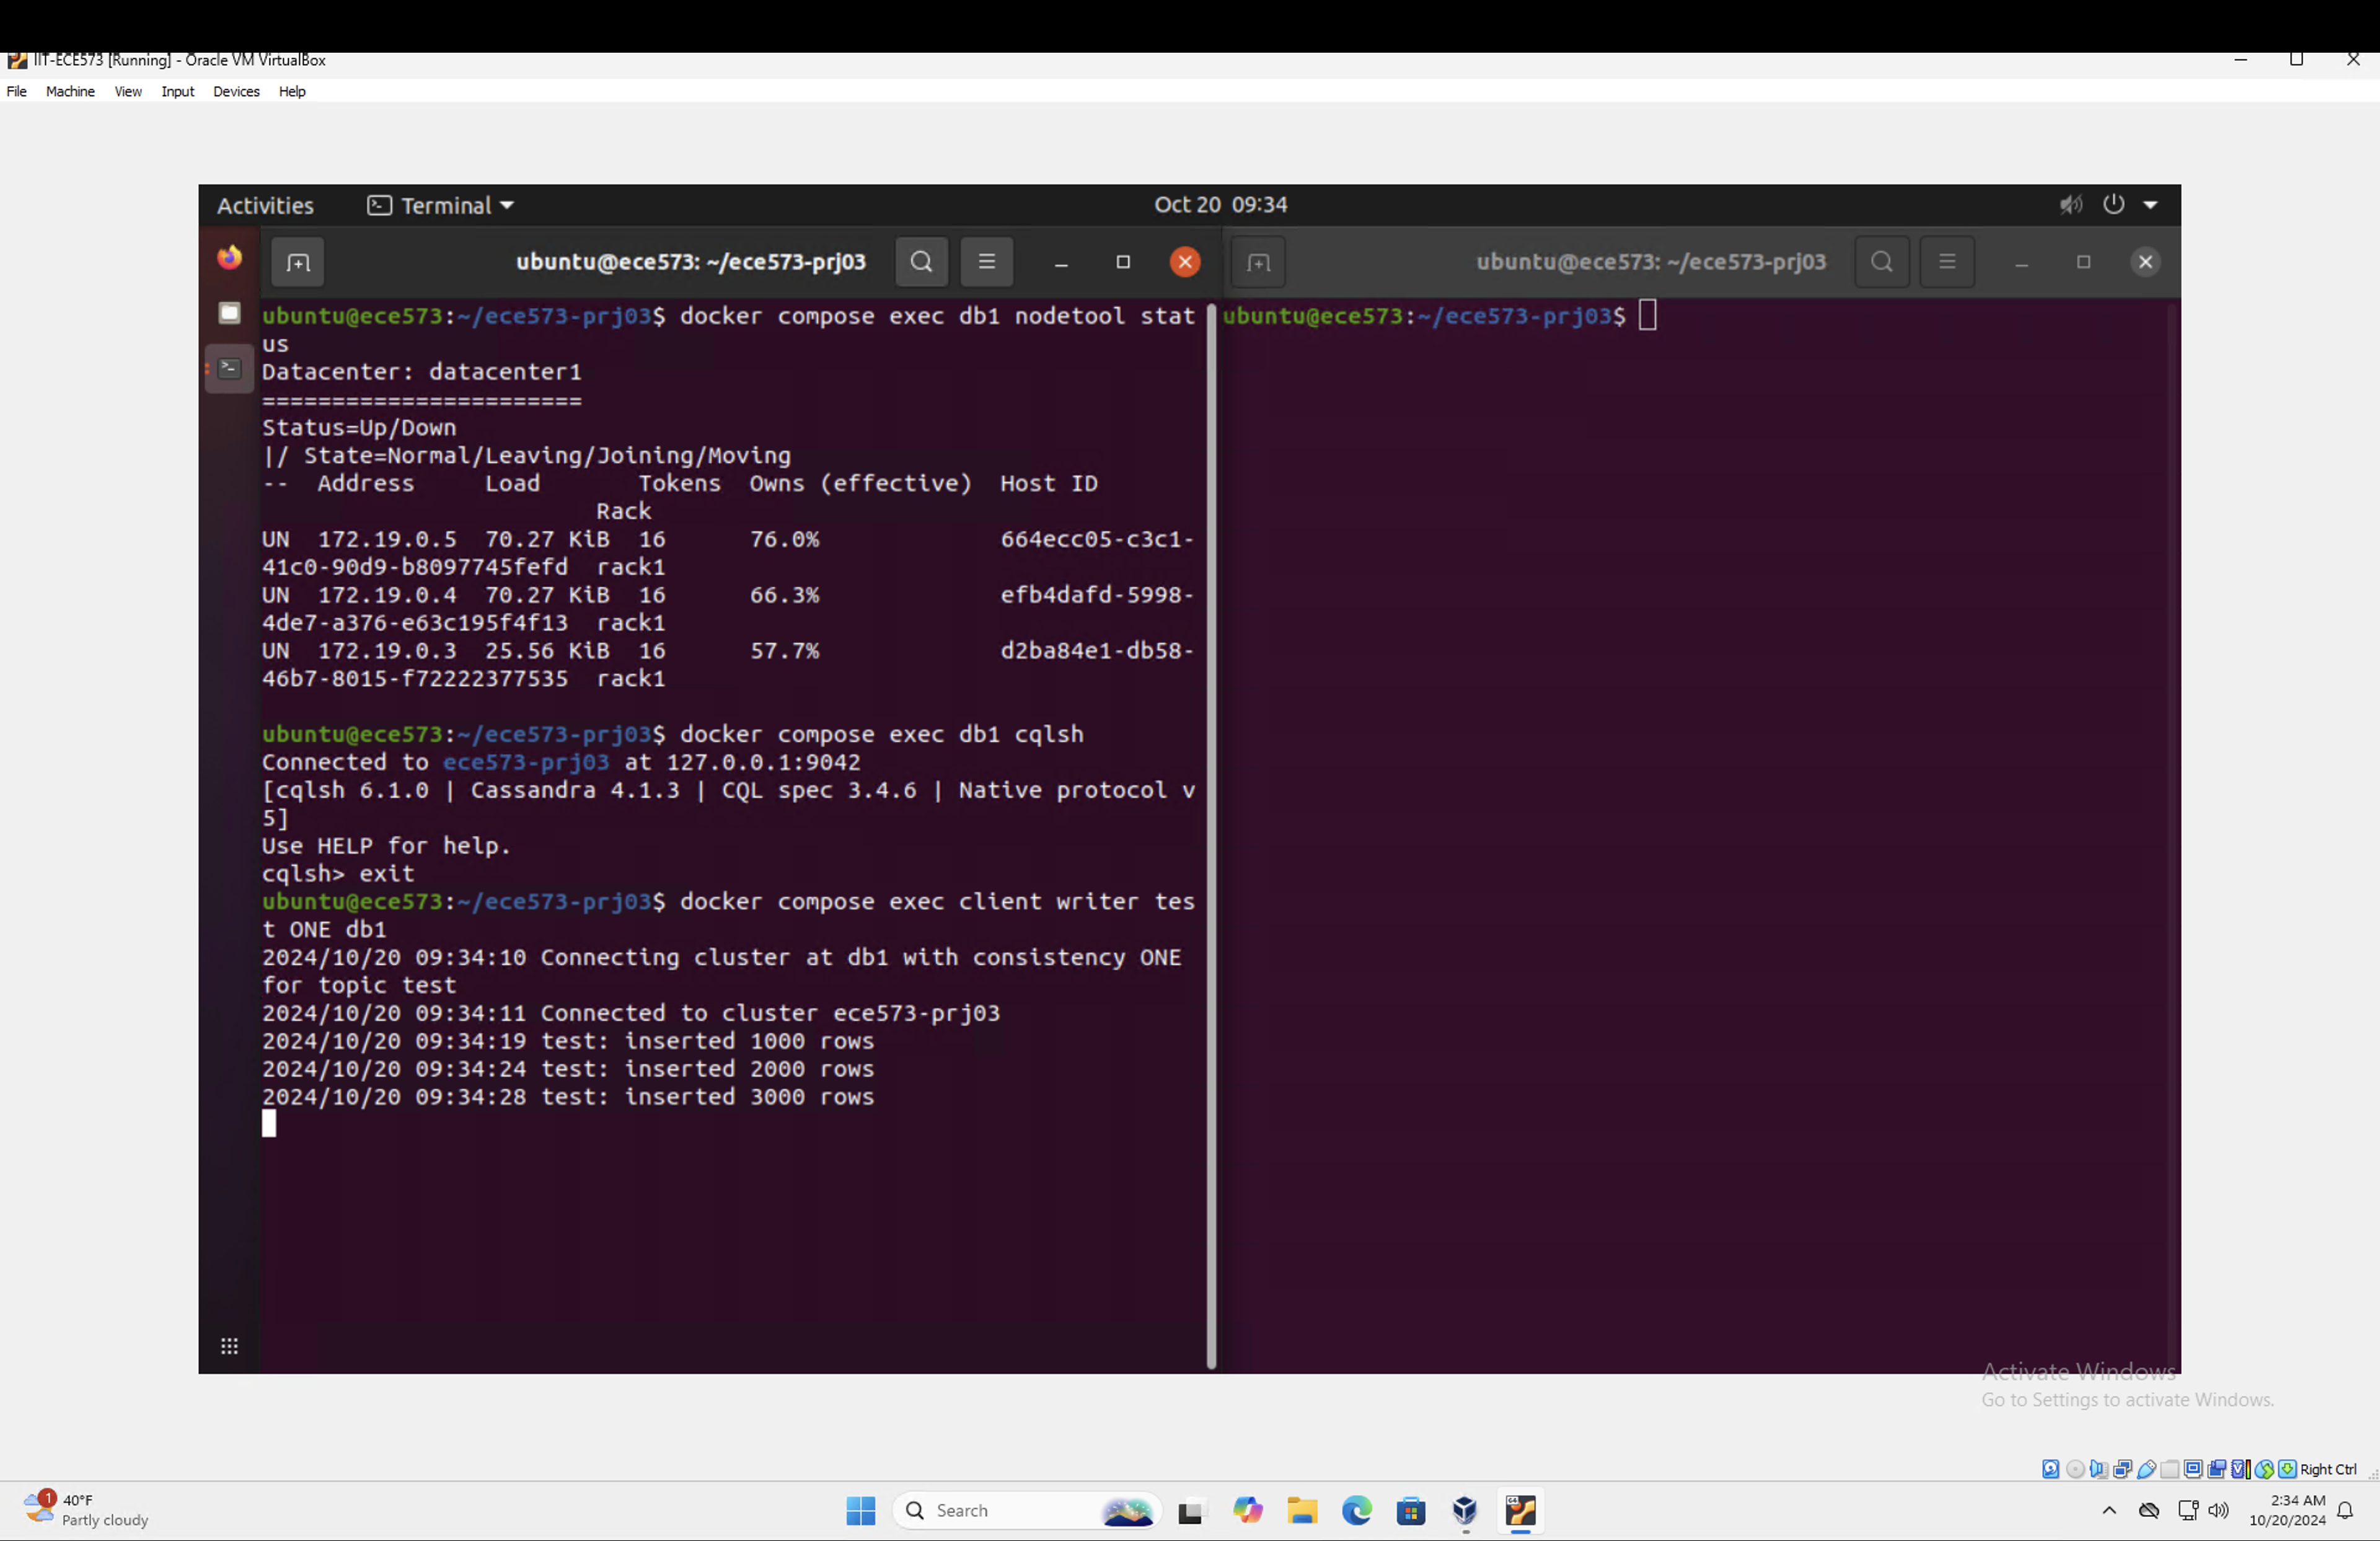 IIT-ECE573 [Running] - Oracle VM VirtualBox
File Machine View Input Devices Help
Activities Terminal Oct 20 09:34
ubuntu@ece573: ~/ece573-prj03
ubuntu@ece573:~/ece573-prj03$ docker compose exec db1 nodetool stat
us
Datacenter: datacenter1
=======================
Status=Up/Down
|/ State=Normal/Leaving/Joining/Moving
-- Address Load Tokens Owns (effective) Host ID
Rack
UN 172.19.0.5 70.27 KiB 16 76.0% 664ecc05-c3c1-
41c0-90d9-b8097745fefd rack1
UN 172.19.0.4 70.27 KiB 16 66.3% efb4dafd-5998-
4de7-a376-e63c195f4f13 rack1
UN 172.19.0.3 25.56 KiB 16 57.7% d2ba84e1-db58-
46b7-8015-f72222377535 rack1
ubuntu@ece573:~/ece573-prj03$ docker compose exec db1 cqlsh
Connected to ece573-prj03 at 127.0.0.1:9042
[cqlsh 6.1.0 | Cassandra 4.1.3 | CQL spec 3.4.6 | Native protocol v
5]
Use HELP for help.
cqlsh> exit
ubuntu@ece573:~/ece573-prj03$ docker compose exec client writer tes
t ONE db1
2024/10/20 09:34:10 Connecting cluster at db1 with consistency ONE
for topic test
2024/10/20 09:34:11 Connected to cluster ece573-prj03
2024/10/20 09:34:19 test: inserted 1000 rows
2024/10/20 09:34:24 test: inserted 2000 rows
2024/10/20 09:34:28 test: inserted 3000 rows
ubuntu@ece573: ~/ece573-prj03
ubuntu@ece573:~/ece573-prj03$
Activate Windows
Go to Settings to activate Windows.
Right Ctrl
1
40°F
Partly cloudy
Search
2:34 AM
10/20/2024